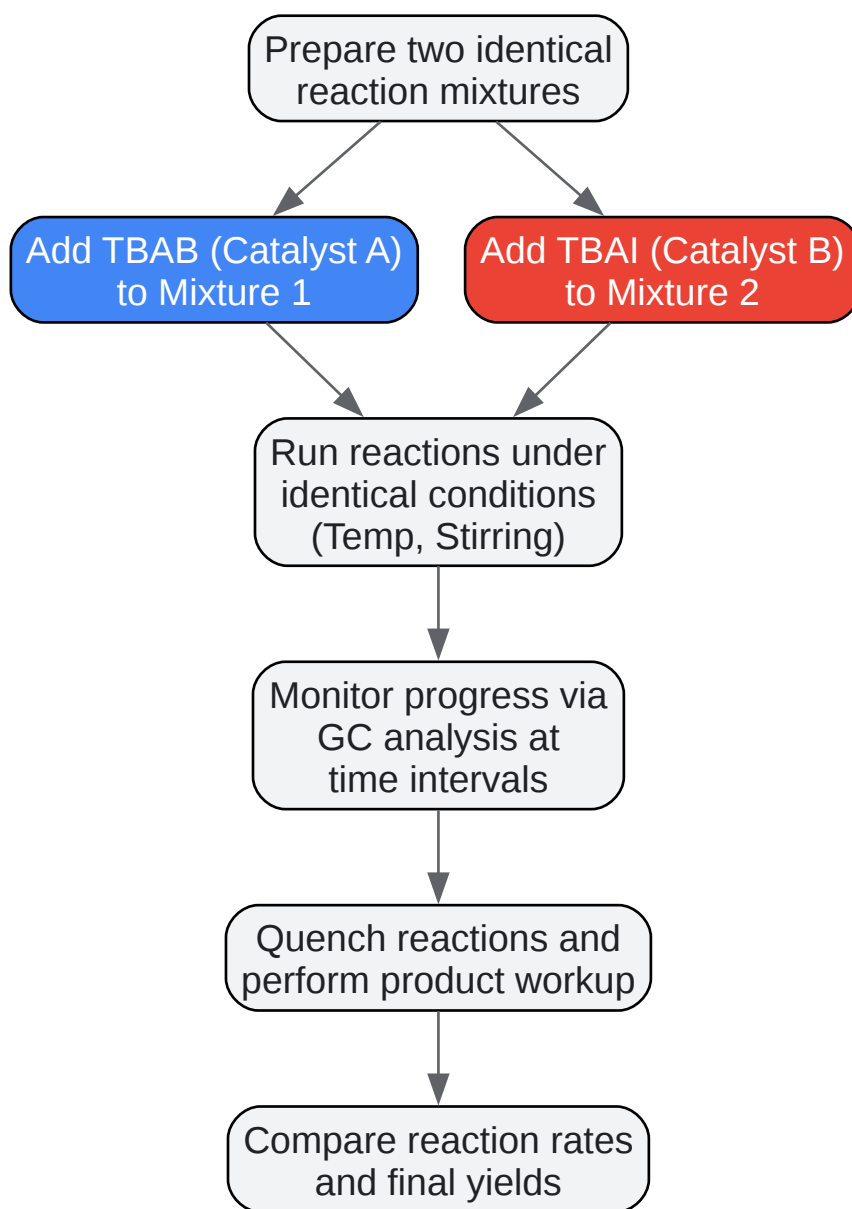 Prepare two identical
reaction mixtures
Add TBAB (Catalyst A)
to Mixture 1
Add TBAI (Catalyst B)
to Mixture 2
Run reactions under
identical conditions
(Temp, Stirring)
Monitor progress via
GC analysis at
time intervals
Quench reactions and
perform product workup
Compare reaction rates
and final yields